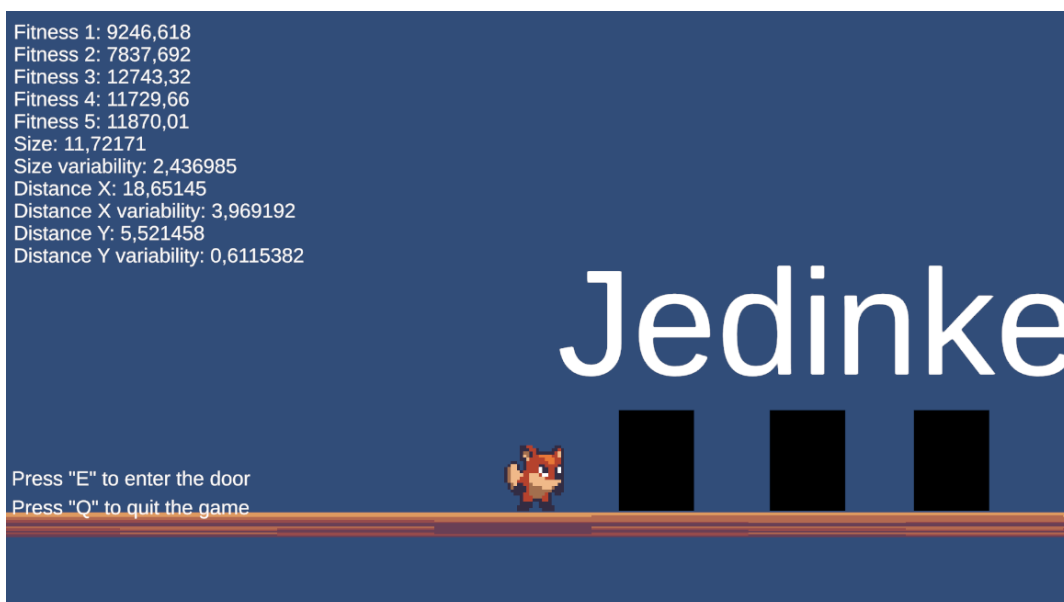 Fitness 1: 9246,618
Fitness 2: 7837,692
Fitness 3: 12743,32
Fitness 4: 11729,66
Fitness 5: 11870,01
Size: 11,72171
Size variability: 2,436985
Distance X: 18,65145
Distance X variability: 3,969192
Distance Y: 5,521458
Distance Y variability: 0,6115382
Jedinke
Press "E" to enter the door
Press "Q" to quit the game